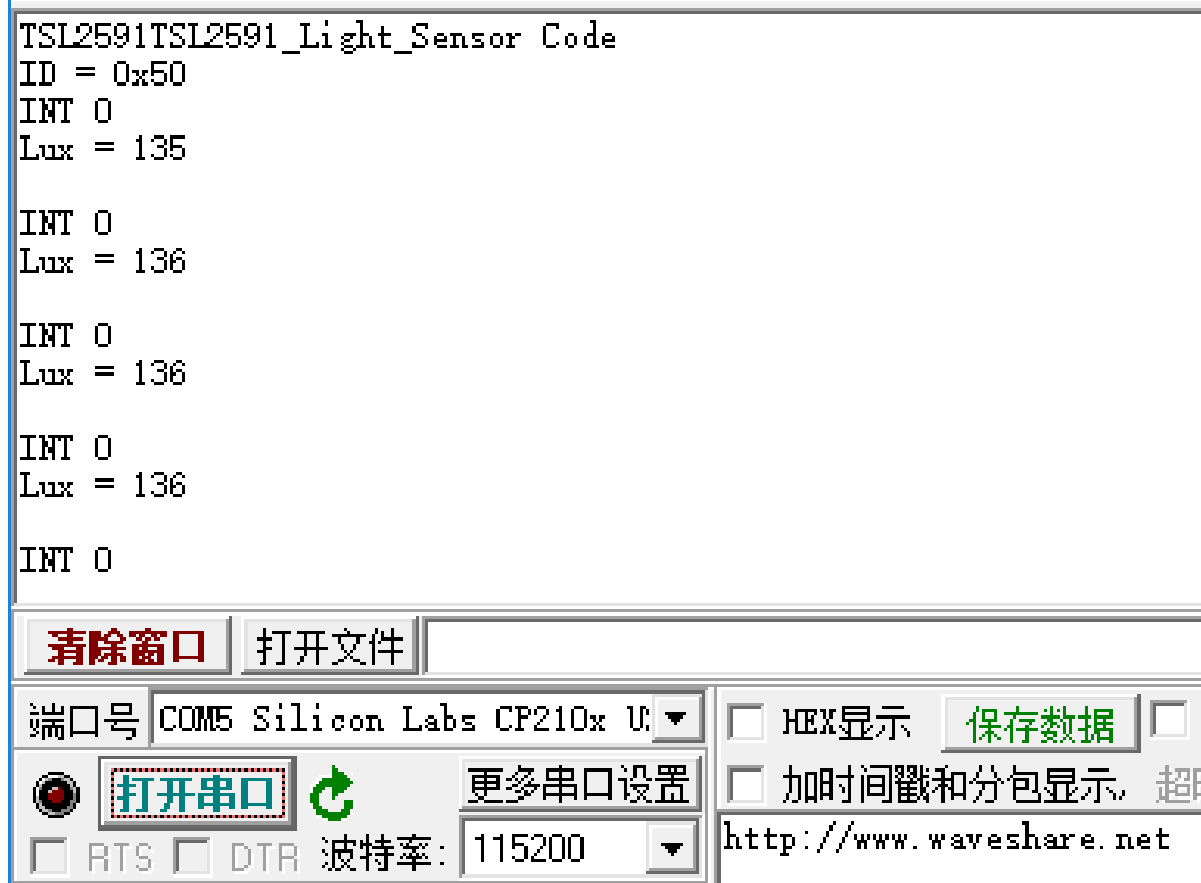 TSL2591TSL2591_Light_Sensor Code
ID = 0x50
INT 0
Lux = 135
INT 0
Lux = 136
INT 0
Lux = 136
INT 0
Lux = 136
INT 0
清除窗口 打开文件
端口号 COM5 Silicon Labs CP210x
HEX显示 保存数据
打开串口 更多串口设置
加时间戳和分包显示,
RTS DTR 波特率: 115200
http://www.waveshare.net